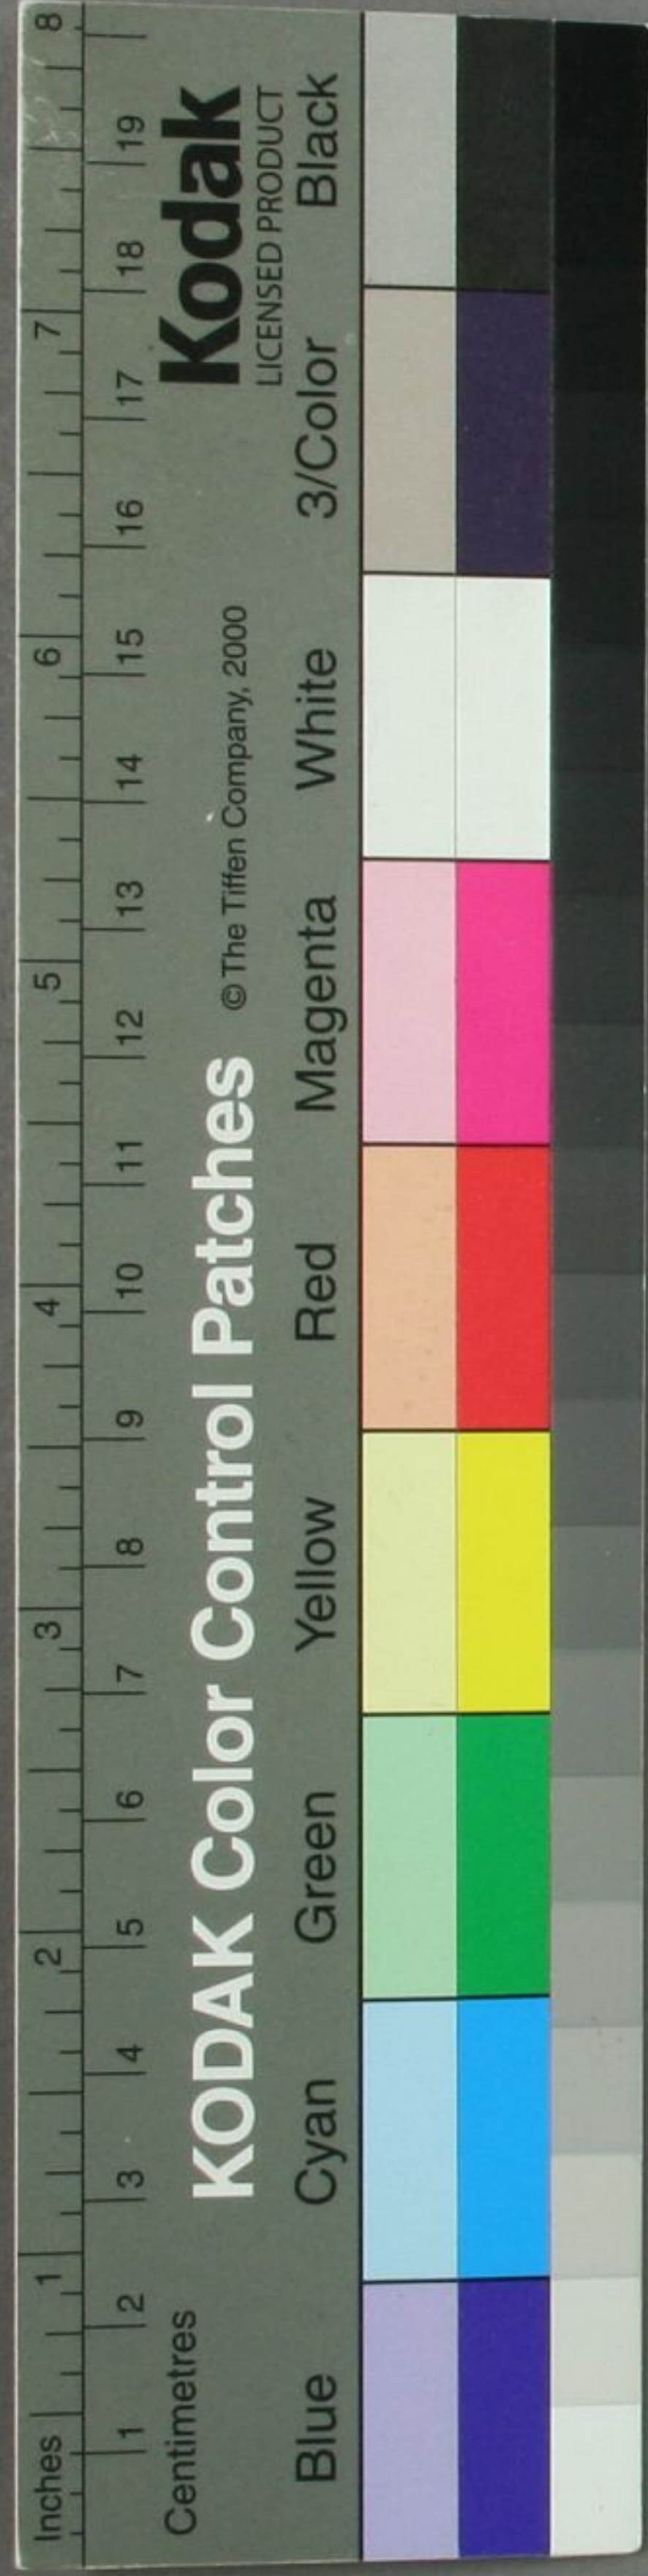 Inches 1 2 3 4 5 6 7 8
1 2 3 4 5 6 7 8 9 10 11 12 13 14 15 16 17 18 19
Centimetres
KODAK Color Control Patches © The Tiffen Company, 2000 Kodak
LICENSED PRODUCT
Blue Cyan Green Yellow Red Magenta White 3/Color Black